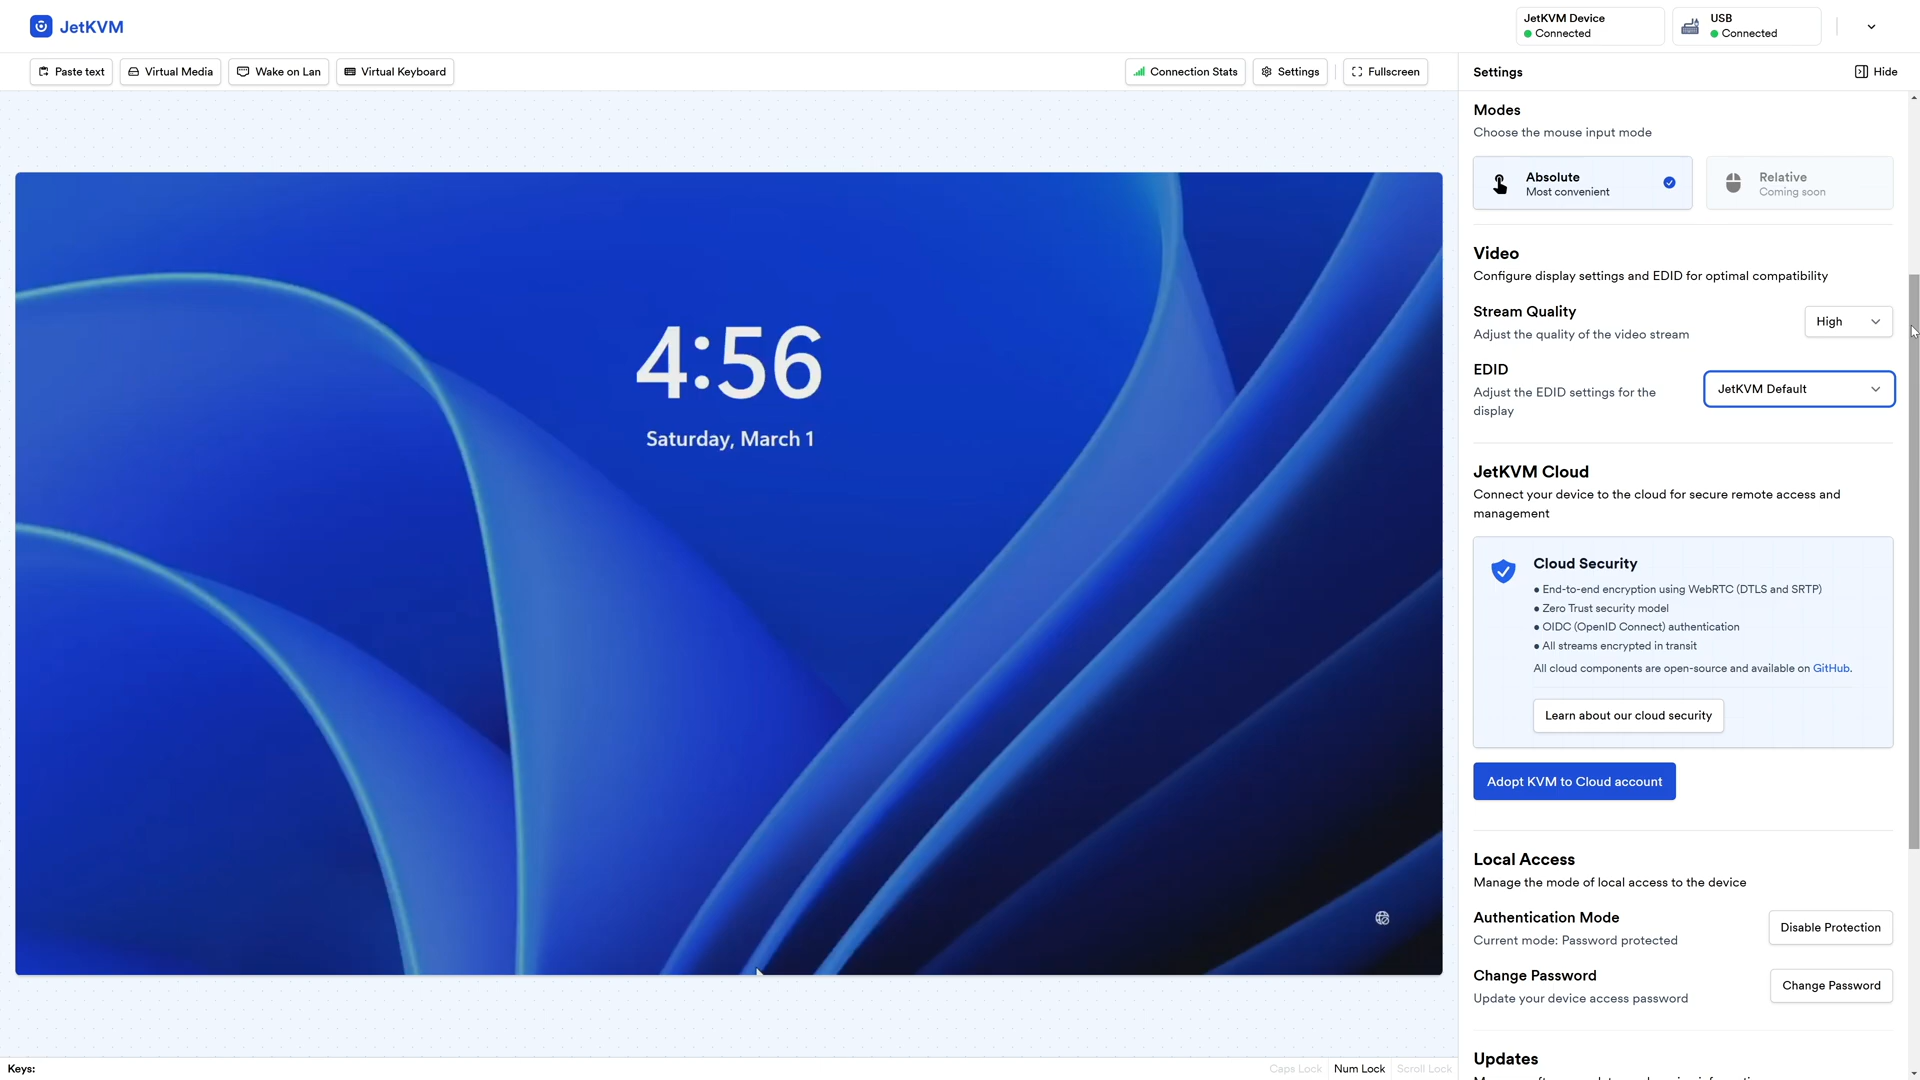 JetKVM
JetKVM Device
Connected
USB
Connected
Paste text
Virtual Media
Wake on Lan
Virtual Keyboard
Connection Stats
Settings
Fullscreen
Settings
Hide
Modes
Choose the mouse input mode
Absolute
Most convenient
Relative
Coming soon
Video
Configure display settings and EDID for optimal compatibility
Stream Quality
Adjust the quality of the video stream
High
EDID
Adjust the EDID settings for the
display
JetKVM Default
4:56
Saturday, March 1
JetKVM Cloud
Connect your device to the cloud for secure remote access and
management
Cloud Security
• End-to-end encryption using WebRTC (DTLS and SRTP)
• Zero Trust security model
• OIDC (OpenID Connect) authentication
• All streams encrypted in transit
All cloud components are open-source and available on GitHub.
Learn about our cloud security
Adopt KVM to Cloud account
Local Access
Manage the mode of local access to the device
Authentication Mode
Current mode: Password protected
Disable Protection
Change Password
Update your device access password
Change Password
Updates
Keys:
Caps Lock
Num Lock
Scroll Lock